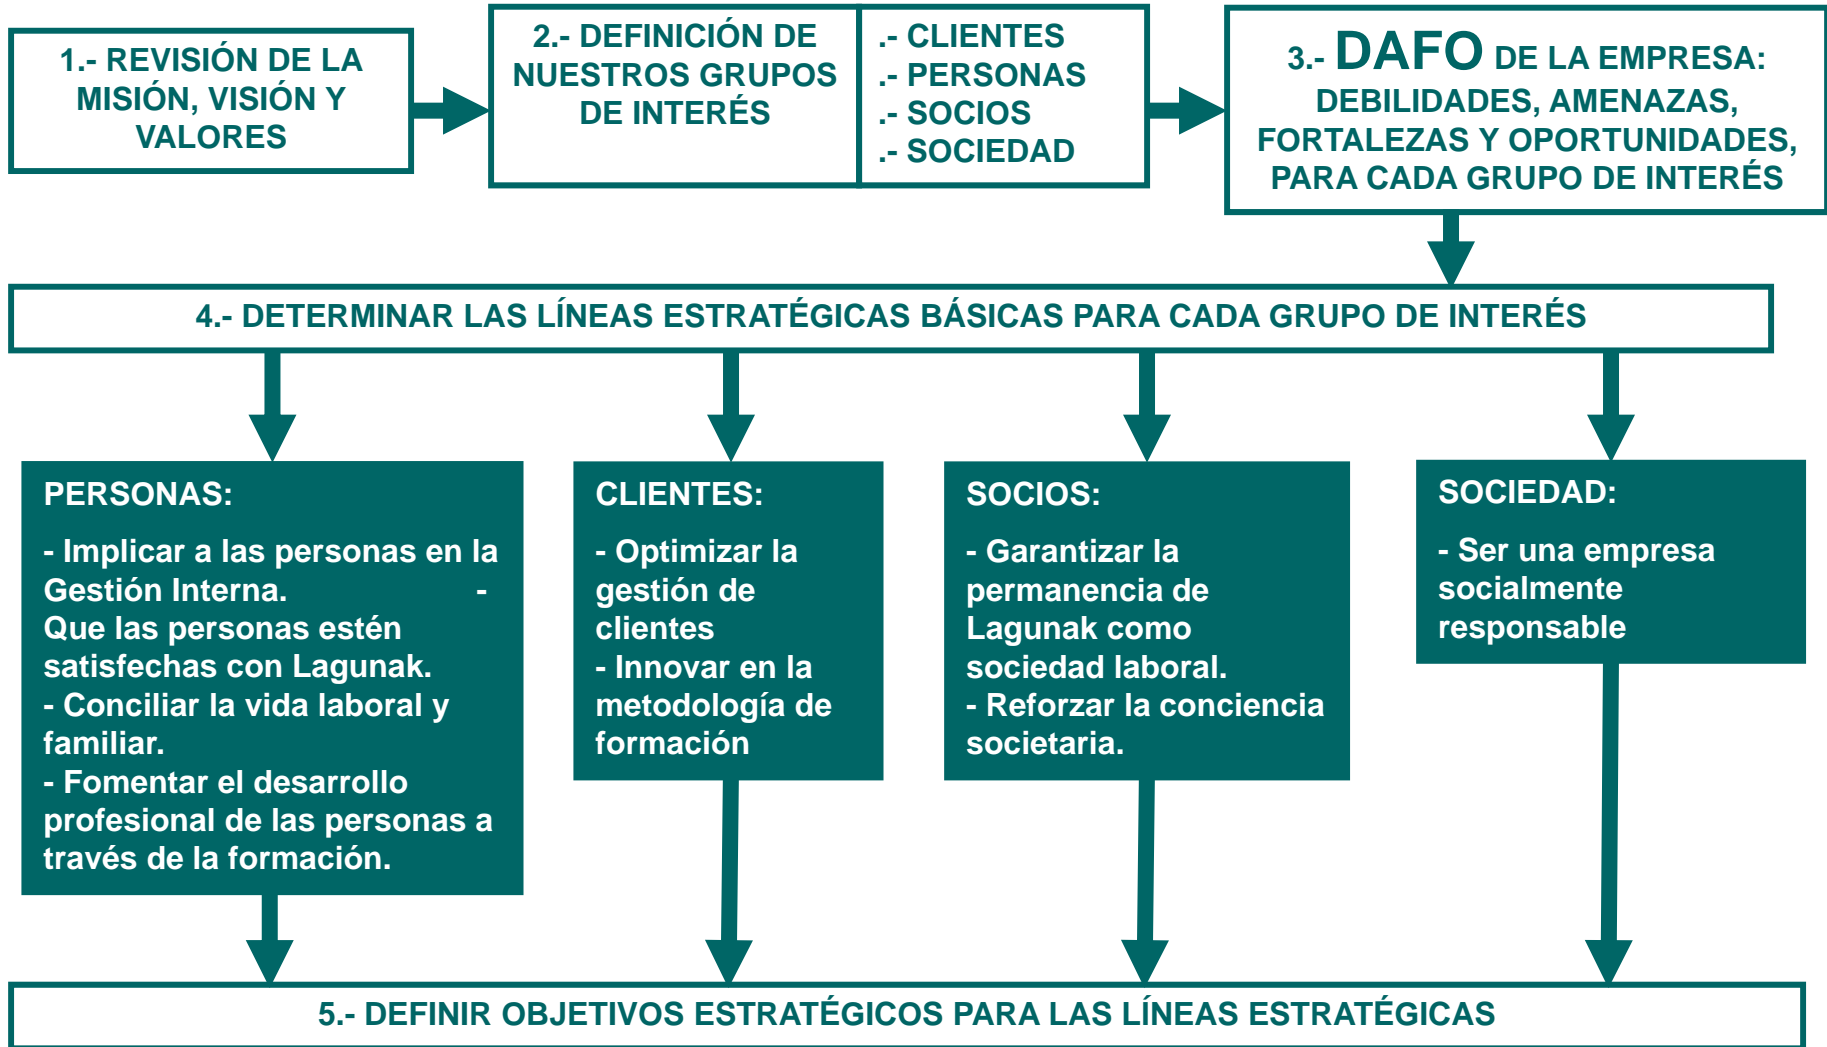 1.- REVISIÓN DE LA
MISIÓN, VISIÓN Y
VALORES
2.- DEFINICIÓN DE
NUESTROS GRUPOS
DE INTERÉS
.- CLIENTES
.- PERSONAS
.- SOCIOS
.- SOCIEDAD
3.- DAFO DE LA EMPRESA:
DEBILIDADES, AMENAZAS,
FORTALEZAS Y OPORTUNIDADES,
PARA CADA GRUPO DE INTERÉS
4.- DETERMINAR LAS LÍNEAS ESTRATÉGICAS BÁSICAS PARA CADA GRUPO DE INTERÉS
PERSONAS:
- Implicar a las personas en la
Gestión Interna. -
Que las personas estén
satisfechas con Lagunak.
- Conciliar la vida laboral y
familiar.
- Fomentar el desarrollo
profesional de las personas a
través de la formación.
CLIENTES:
- Optimizar la
gestión de
clientes
- Innovar en la
metodología de
formación
SOCIOS:
- Garantizar la
permanencia de
Lagunak como
sociedad laboral.
- Reforzar la conciencia
societaria.
SOCIEDAD:
- Ser una empresa
socialmente
responsable
5.- DEFINIR OBJETIVOS ESTRATÉGICOS PARA LAS LÍNEAS ESTRATÉGICAS